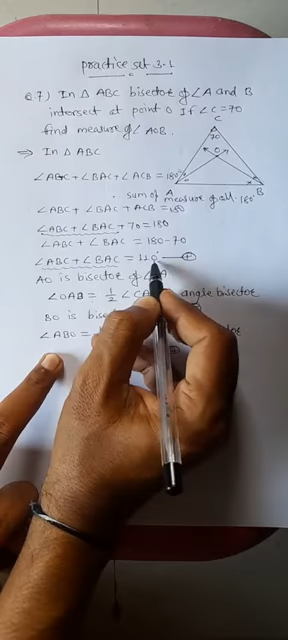 practice set 3.1
Q.7) In Δ ABC bisector of ∠A and B
intersect at point O If ∠C = 70
find measure of ∠AOB.
C
70
O
A
B
⇒ In Δ ABC
∠ABC + ∠BAC + ∠ACB = 180
sum of measure of all 180°
∠ABC + ∠BAC + ACB = 180
∠ABC + ∠BAC + 70 = 180
∠ABC + ∠BAC = 180 - 70
∠ABC + ∠BAC = 110°
AO is bisector of
∠OAB = 1/2 ∠CA angle bisector
BO is bise
∠ABO =